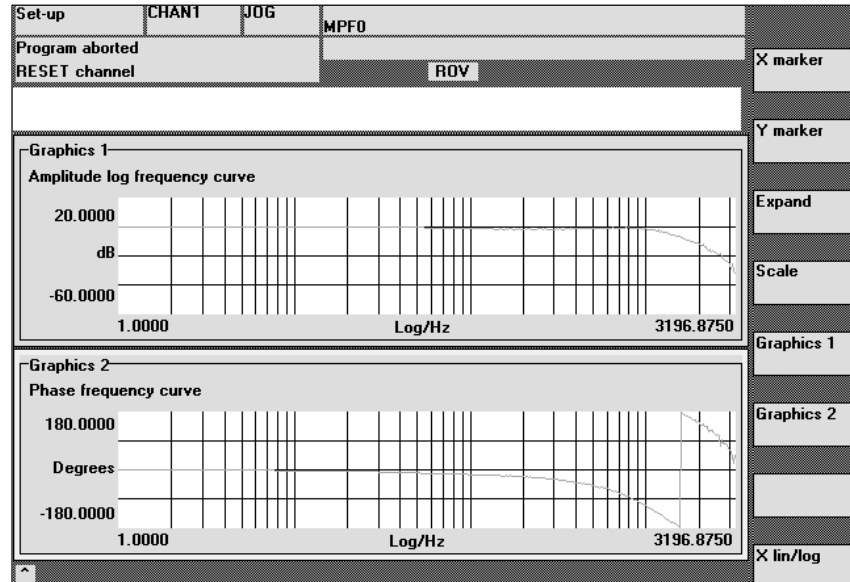 Set-up CHAN1 JOG MPF0
Program aborted
RESET channel ROV
X marker
Y marker
Expand
Scale
Graphics 1
Graphics 2
X lin/log
Graphics 1
Amplitude log frequency curve
20.0000
dB
-60.0000
1.0000 Log/Hz 3196.8750
Graphics 2
Phase frequency curve
180.0000
Degrees
-180.0000
1.0000 Log/Hz 3196.8750
^